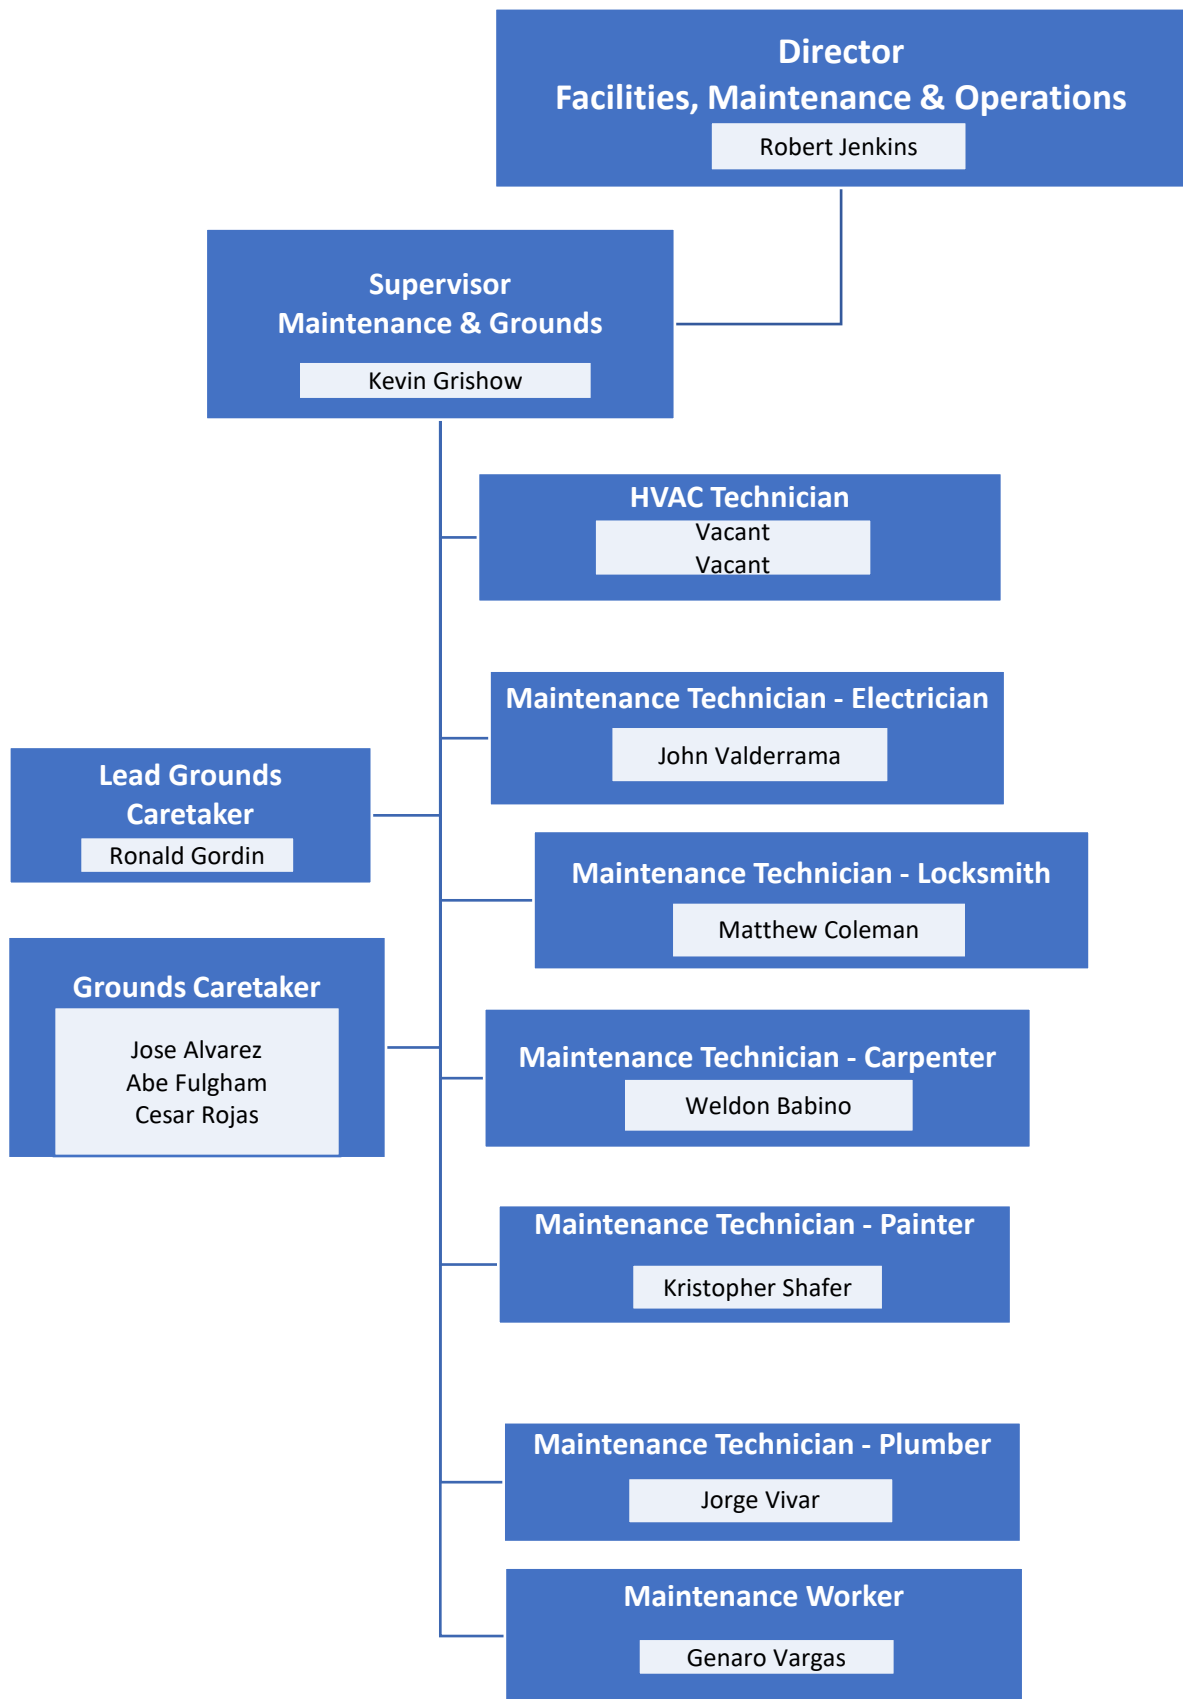 Director
Facilities, Maintenance & Operations
Robert Jenkins
Supervisor
Maintenance & Grounds
Kevin Grishow
HVAC Technician
Vacant
Vacant
Maintenance Technician - Electrician
John Valderrama
Lead Grounds
Caretaker
Ronald Gordin
Maintenance Technician - Locksmith
Matthew Coleman
Grounds Caretaker
Jose Alvarez
Abe Fulgham
Cesar Rojas
Maintenance Technician - Carpenter
Weldon Babino
Maintenance Technician - Painter
Kristopher Shafer
Maintenance Technician - Plumber
Jorge Vivar
Maintenance Worker
Genaro Vargas